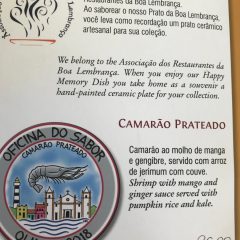 Lembrança
Restaurantes da Boa Lembrança.
Ao saborear o nosso Prato da Boa Lembrança,
você leva como recordação um prato cerâmico
artesanal para sua coleção.
We belong to the Associação dos Restaurantes da
Boa Lembrança. When you enjoy our Happy
Memory Dish you take home as a souvenir a
hand-painted ceramic plate for your collection.
CAMARÃO PRATEADO
OFICINA DO SABOR
CAMARÃO PRATEADO
Camarão ao molho de manga
e gengibre, servido com arroz
de jerimum com couve.
Shrimp with mango and
ginger sauce served with
pumpkin rice and kale.